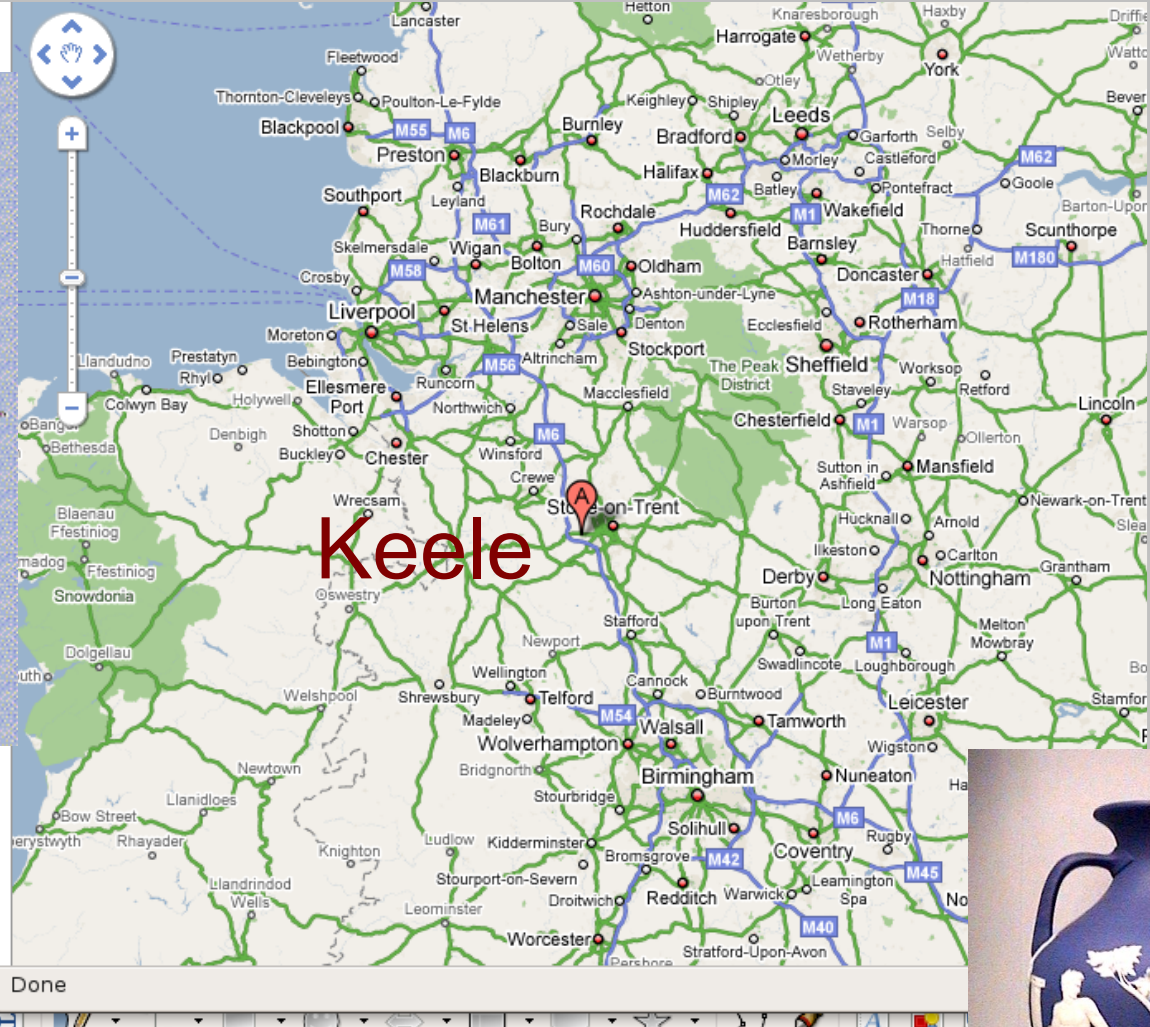 Lancaster
Hetton
Knaresborough
Haxby
Harrogate
Wetherby
York
Fleetwood
Otley
Thornton-Cleveleys
Poulton-Le-Fylde
Keighley
Shipley
Leeds
Blackpool
M55
M6
Burnley
Bradford
Garforth
Selby
Preston
Blackburn
Halifax
Morley
Castleford
M62
Batley
Pontefract
Goole
Southport
Leyland
M62
M1
Wakefield
Rochdale
Huddersfield
M61
Bury
Thorne
Scunthorpe
Skelmersdale
Wigan
Bolton
M60
Oldham
Barnsley
Hatfield
M180
Crosby
M58
Doncaster
Manchester
Ashton-under-Lyne
M18
Liverpool
St Helens
Sale
Denton
Ecclesfield
Rotherham
Moreton
Altrincham
Stockport
Sheffield
Llandudno
Prestatyn
Bebington
M56
The Peak
District
Worksop
Rhyl
Ellesmere
Port
Runcorn
Macclesfield
Staveley
Retford
Colwyn Bay
Holywell
Northwich
Lincoln
Denbigh
Shotton
M6
Chesterfield
M1
Warsop
Ollerton
Bethesda
Buckley
Chester
Winsford
Sutton in
Ashfield
Mansfield
Crewe
A
Stoke-on-Trent
Wrecsam
Newark-on-Trent
Blaenau
Ffestiniog
Keele
Hucknall
Arnold
Ilkeston
Carlton
Ffestiniog
Derby
Nottingham
Grantham
Snowdonia
Oswestry
Long Eaton
Burton
upon Trent
Stafford
Melton
Mowbray
Dolgellau
Newport
M1
Swadlincote
Loughborough
Wellington
Cannock
Burntwood
Welshpool
Shrewsbury
Telford
Leicester
Madeley
M54
Walsall
Tamworth
Wolverhampton
Wigston
Newtown
Bridgnorth
Birmingham
Nuneaton
Llanidloes
Stourbridge
Bow Street
M6
Solihull
Rugby
Rhayader
Knighton
Ludlow
Kidderminster
Coventry
Bromsgrove
M42
M45
Stourport-on-Severn
Llandrindod
Wells
Leamington
Spa
Droitwich
Redditch
Warwick
Leominster
M40
Worcester
Stratford-Upon-Avon
Pershore
Done